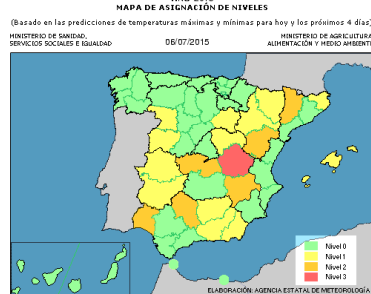 MAPA DE ASIGNACIÓN DE NIVELES
(Basado en las predicciones de temperaturas máximas y mínimas para hoy y los próximos 4 días)
MINISTERIO DE SANIDAD,
SERVICIOS SOCIALES E IGUALDAD
06/07/2015
MINISTERIO DE AGRICULTURA
ALIMENTACIÓN Y MEDIO AMBIENTE
Nivel 0
Nivel 1
Nivel 2
Nivel 3
ELABORACIÓN: AGENCIA ESTATAL DE METEOROLOGÍA